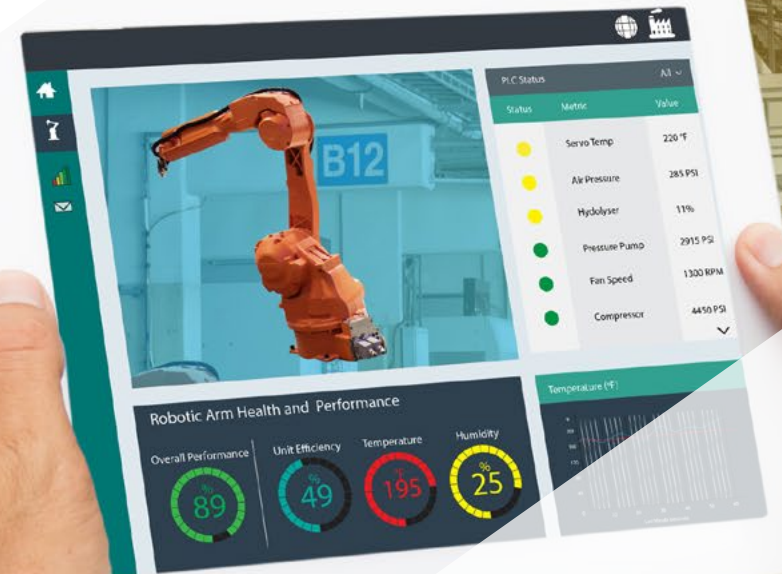 B12
PLC Status All
Status Metric Value
Servo Temp 220 °F
Air Pressure 285 PSI
Hydolyser 11%
Pressure Pump 2915 PSI
Fan Speed 1300 RPM
Compressor 4450 PSI
Robotic Arm Health and Performance
Overall Performance
% 89
Unit Efficiency
% 49
Temperature
°F 195
Humidity
% 25
Temperature (°F)